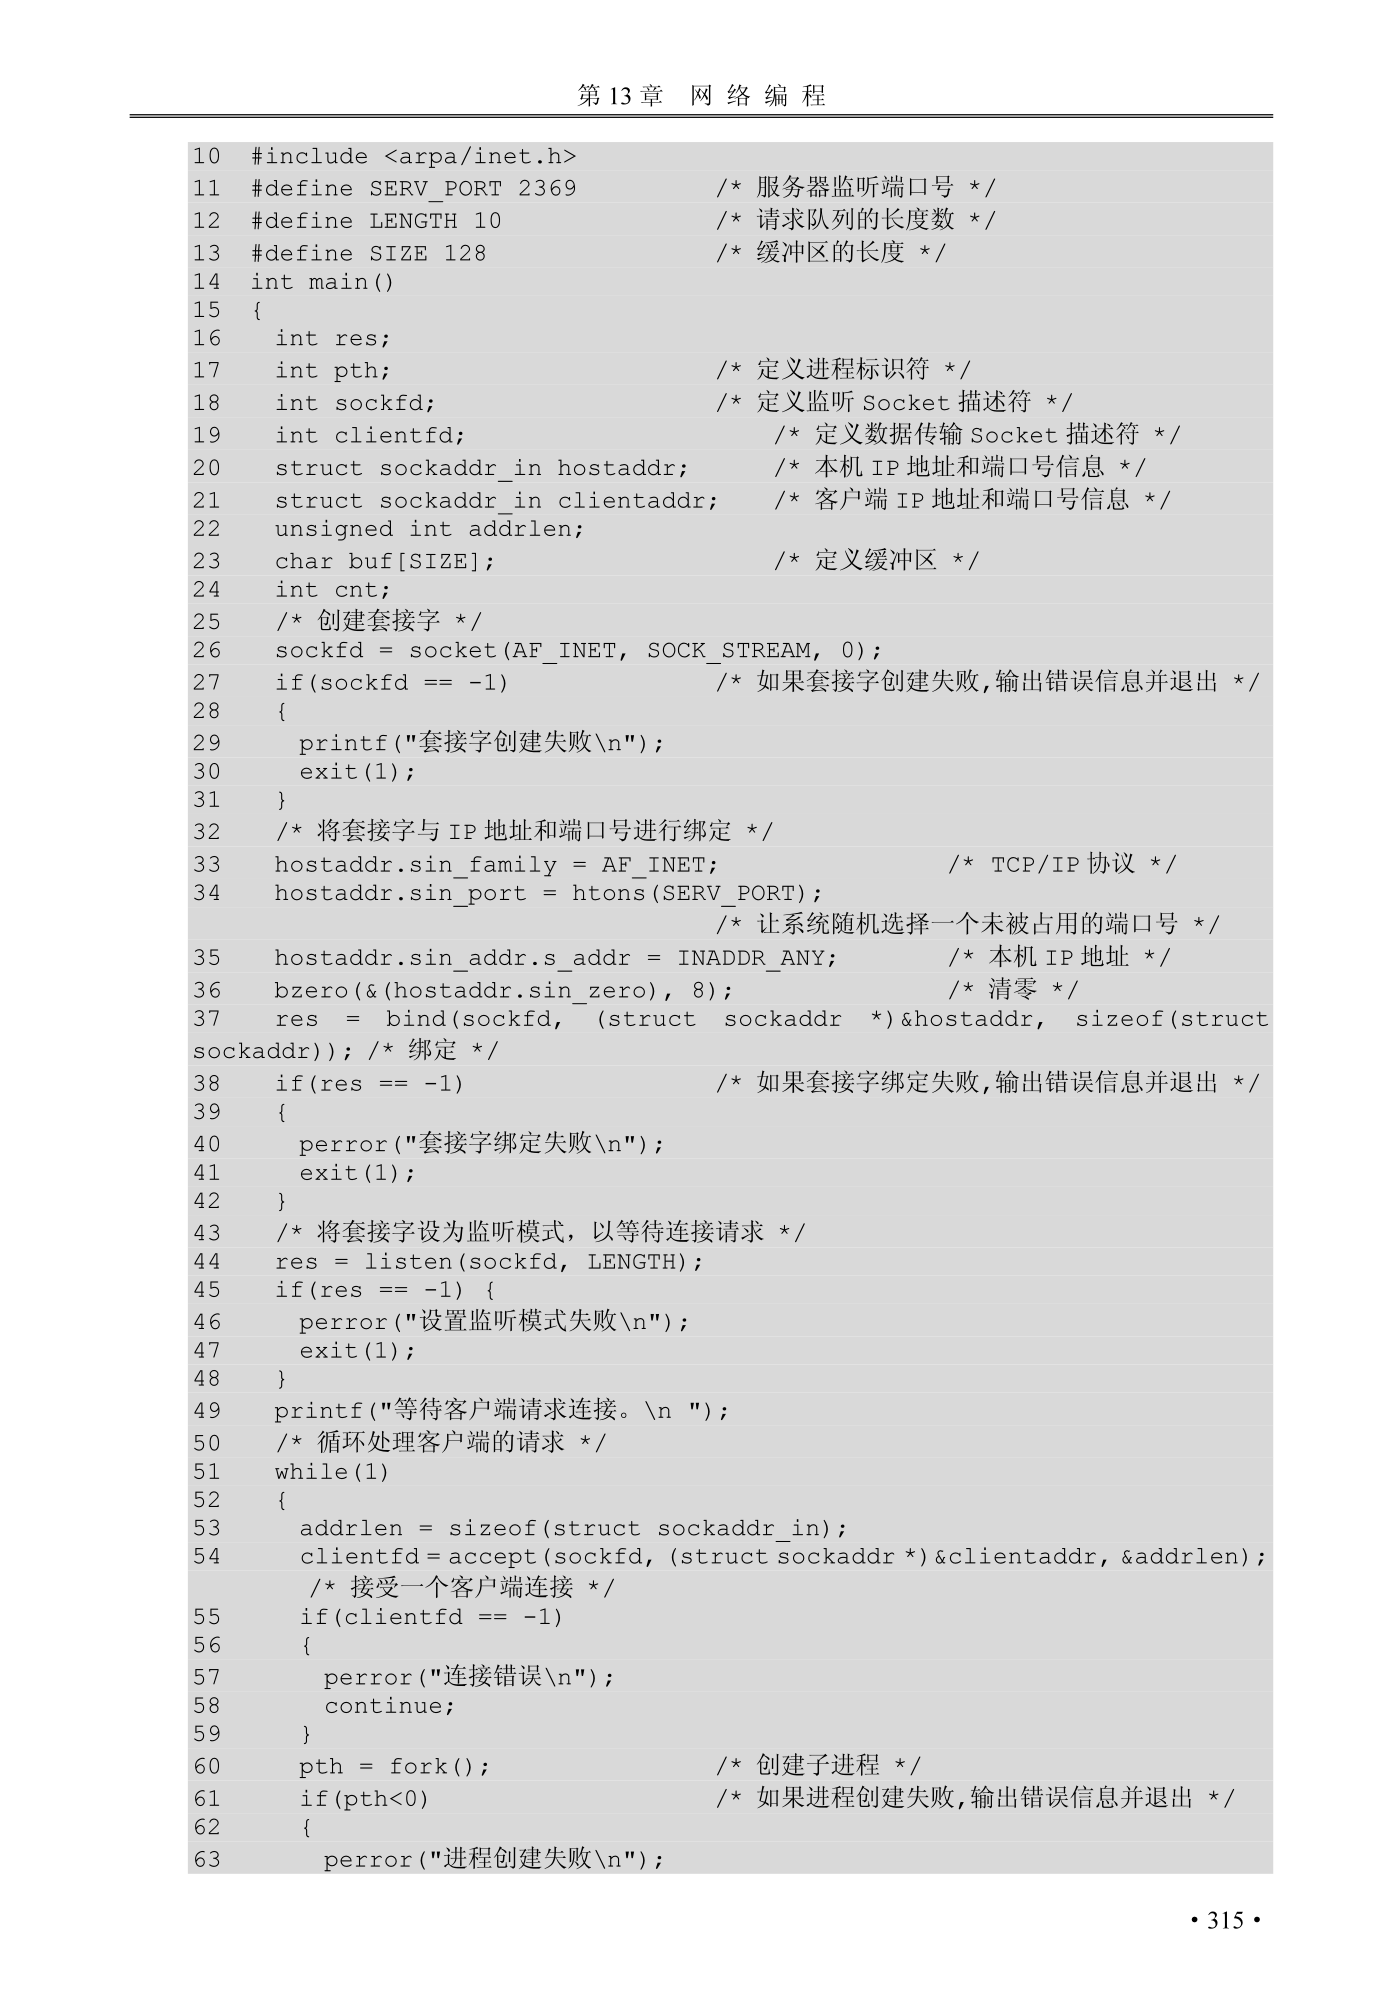 第 13 章 网 络 编 程
10 #include <arpa/inet.h>
11 #define SERV_PORT 2369 /* 服务器监听端口号 */
12 #define LENGTH 10 /* 请求队列的长度数 */
13 #define SIZE 128 /* 缓冲区的长度 */
14 int main()
15 {
16 int res;
17 int pth; /* 定义进程标识符 */
18 int sockfd; /* 定义监听 Socket 描述符 */
19 int clientfd; /* 定义数据传输 Socket 描述符 */
20 struct sockaddr_in hostaddr; /* 本机 IP 地址和端口号信息 */
21 struct sockaddr_in clientaddr; /* 客户端 IP 地址和端口号信息 */
22 unsigned int addrlen;
23 char buf[SIZE]; /* 定义缓冲区 */
24 int cnt;
25 /* 创建套接字 */
26 sockfd = socket(AF_INET, SOCK_STREAM, 0);
27 if(sockfd == -1) /* 如果套接字创建失败,输出错误信息并退出 */
28 {
29 printf("套接字创建失败\n");
30 exit(1);
31 }
32 /* 将套接字与 IP 地址和端口号进行绑定 */
33 hostaddr.sin_family = AF_INET; /* TCP/IP 协议 */
34 hostaddr.sin_port = htons(SERV_PORT);
/* 让系统随机选择一个未被占用的端口号 */
35 hostaddr.sin_addr.s_addr = INADDR_ANY; /* 本机 IP 地址 */
36 bzero(&(hostaddr.sin_zero), 8); /* 清零 */
37 res = bind(sockfd, (struct sockaddr *)&hostaddr, sizeof(struct
sockaddr)); /* 绑定 */
38 if(res == -1) /* 如果套接字绑定失败,输出错误信息并退出 */
39 {
40 perror("套接字绑定失败\n");
41 exit(1);
42 }
43 /* 将套接字设为监听模式，以等待连接请求 */
44 res = listen(sockfd, LENGTH);
45 if(res == -1) {
46 perror("设置监听模式失败\n");
47 exit(1);
48 }
49 printf("等待客户端请求连接。\n ");
50 /* 循环处理客户端的请求 */
51 while(1)
52 {
53 addrlen = sizeof(struct sockaddr_in);
54 clientfd = accept(sockfd, (struct sockaddr *)&clientaddr, &addrlen);
/* 接受一个客户端连接 */
55 if(clientfd == -1)
56 {
57 perror("连接错误\n");
58 continue;
59 }
60 pth = fork(); /* 创建子进程 */
61 if(pth<0) /* 如果进程创建失败,输出错误信息并退出 */
62 {
63 perror("进程创建失败\n");
• 315 •